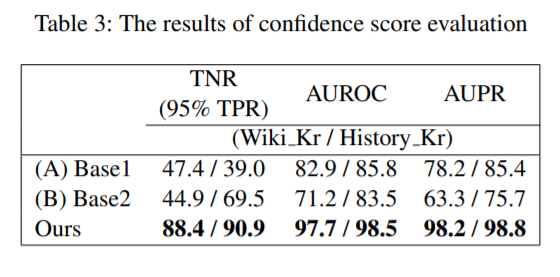 Table 3: The results of confidence score evaluation
TNR
(95% TPR)
AUROC
AUPR
(Wiki_Kr / History_Kr)
(A) Base1 47.4 / 39.0 82.9 / 85.8 78.2 / 85.4
(B) Base2 44.9 / 69.5 71.2 / 83.5 63.3 / 75.7
Ours 88.4 / 90.9 97.7 / 98.5 98.2 / 98.8